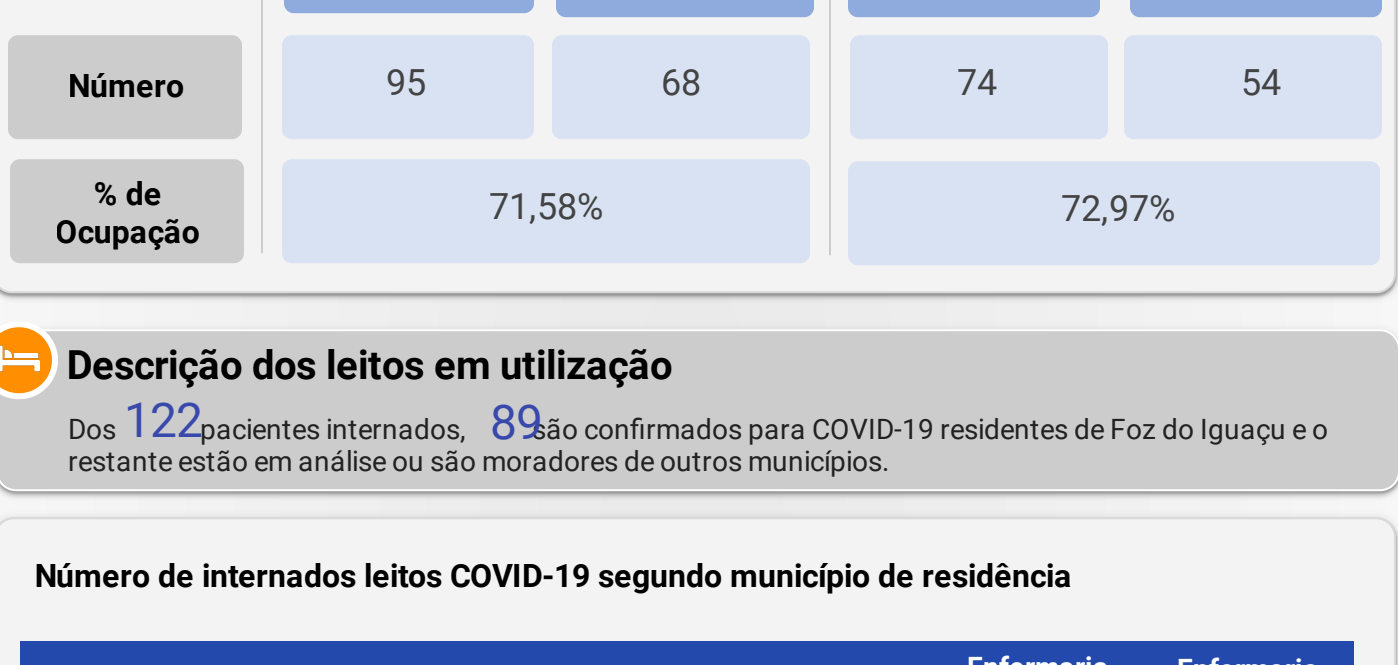 Número 95 68 74 54
% de
Ocupação 71,58% 72,97%
Descrição dos leitos em utilização
Dos 122 pacientes internados, 89 são confirmados para COVID-19 residentes de Foz do Iguaçu e o
restante estão em análise ou são moradores de outros municípios.
Número de internados leitos COVID-19 segundo município de residência
Enfermaria Enfermaria